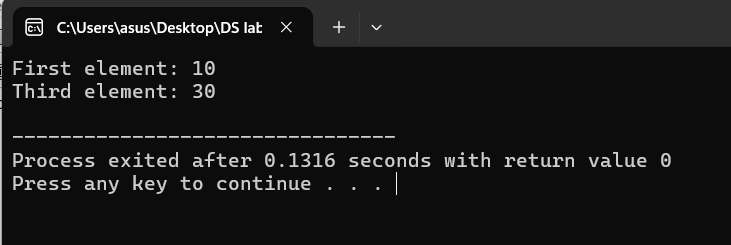 C:\Users\asus\Desktop\DS lab
First element: 10
Third element: 30
--------------------------------
Process exited after 0.1316 seconds with return value 0
Press any key to continue . . .